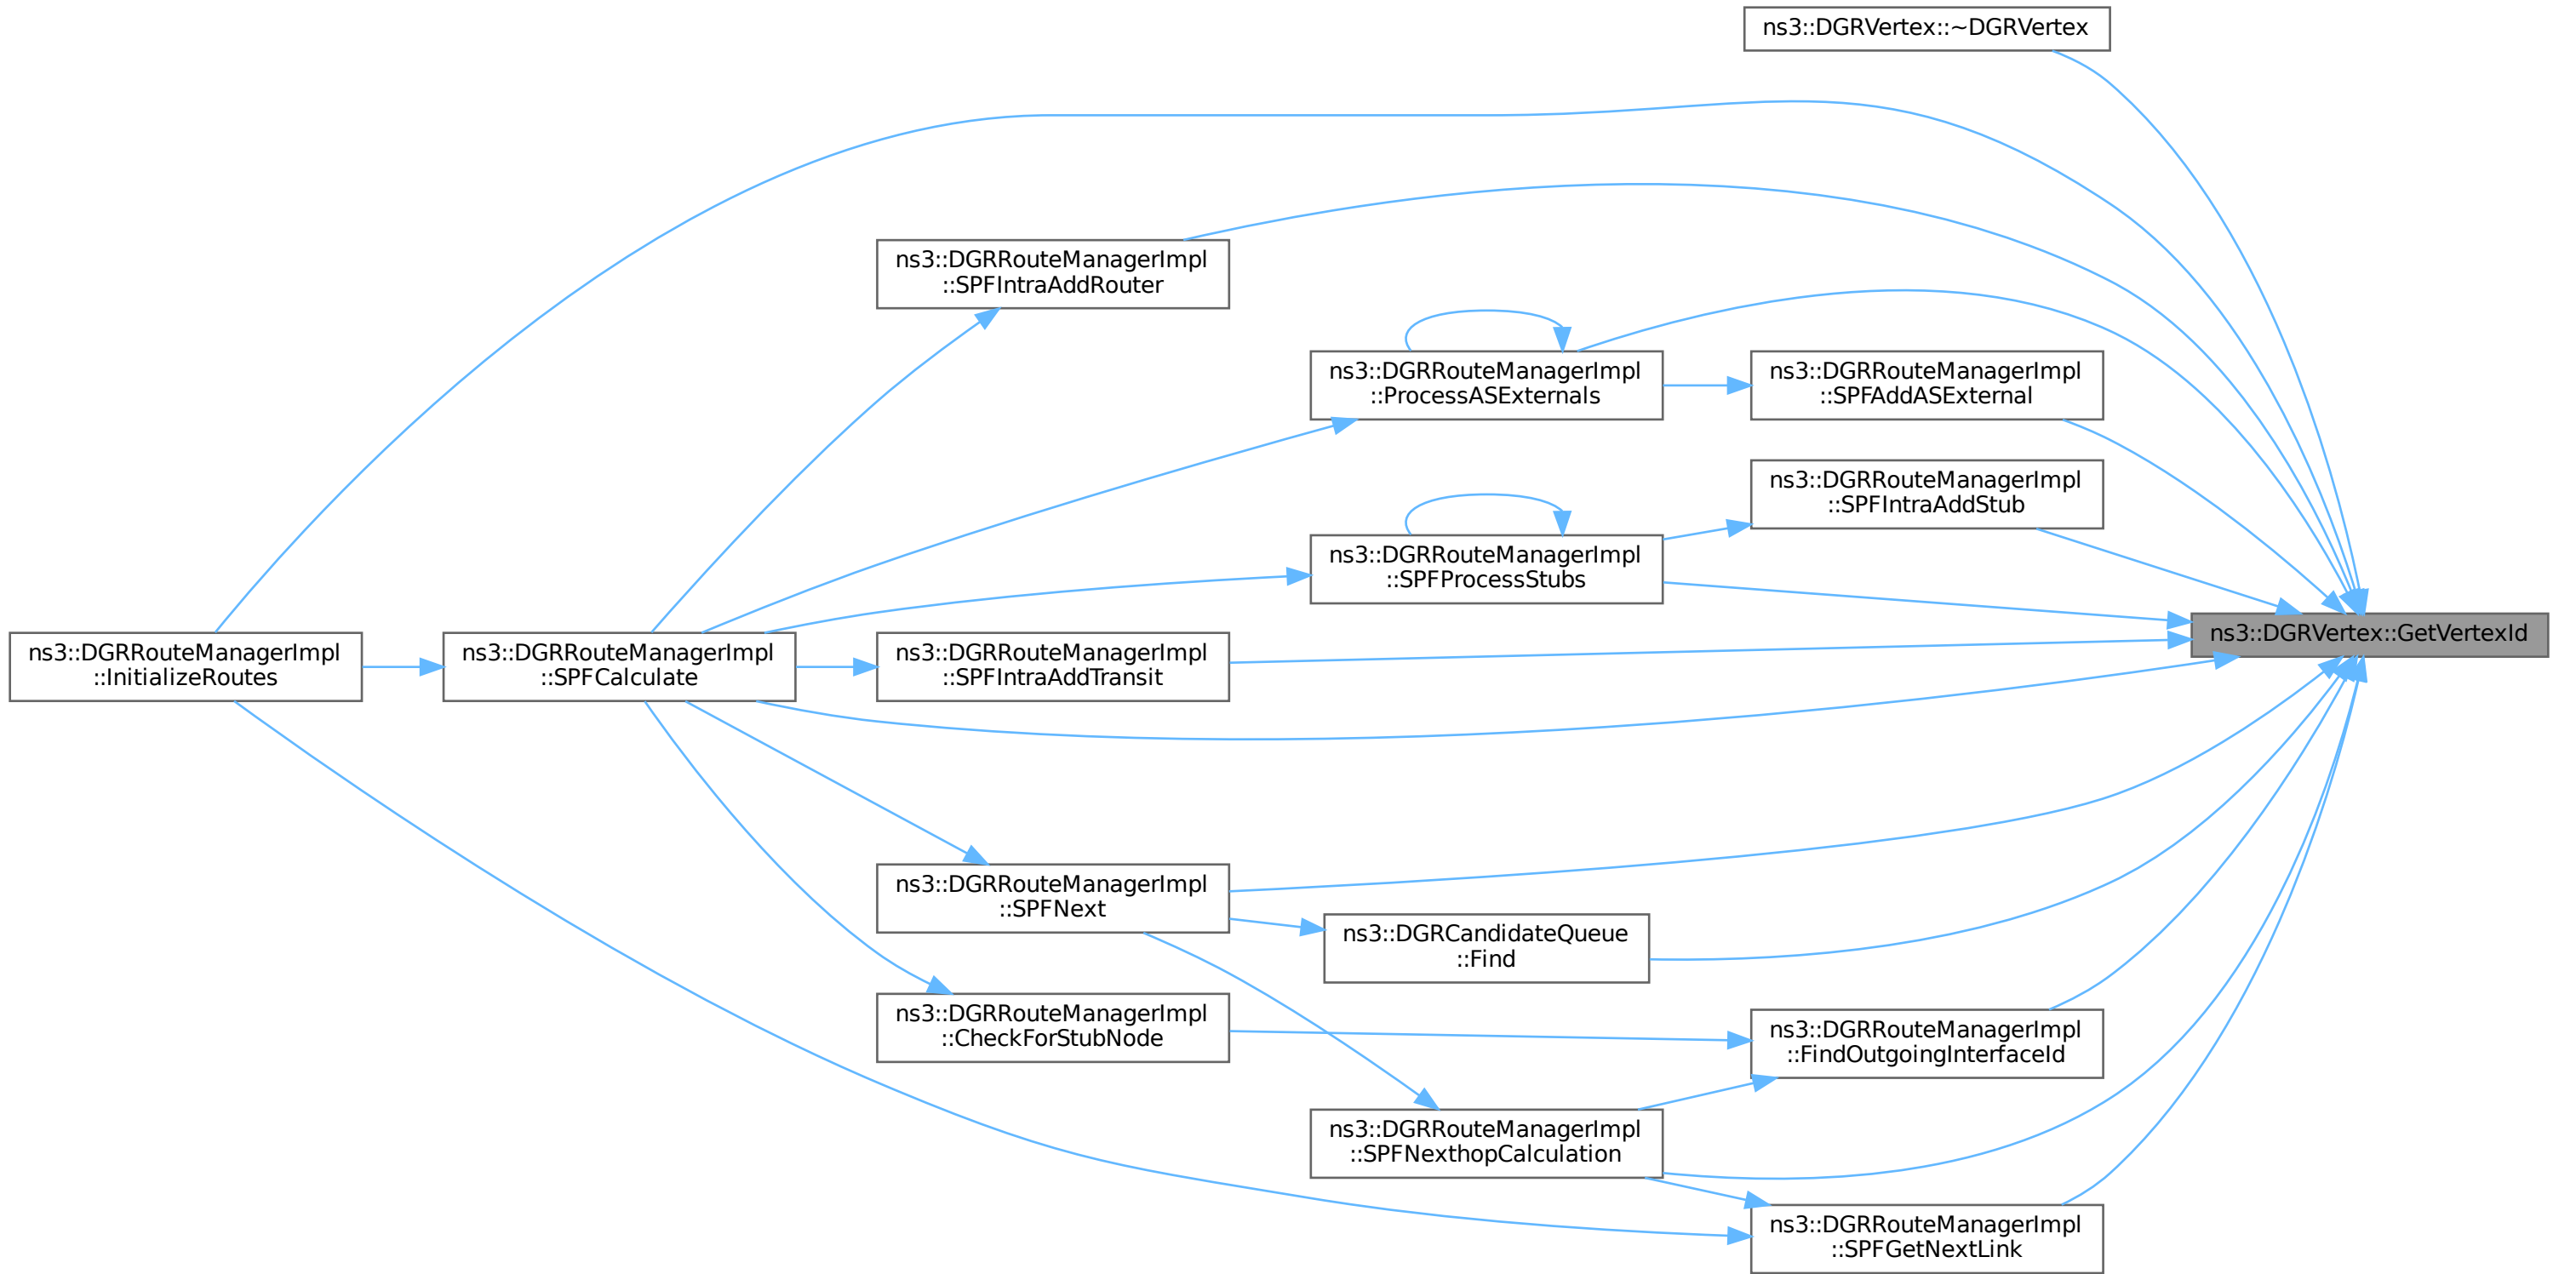 ns3::DGRVertex::~DGRVertex
ns3::DGRRouteManagerImpl
::SPFIntraAddRouter
ns3::DGRRouteManagerImpl
::ProcessASExternals
ns3::DGRRouteManagerImpl
::SPFAddASExternal
ns3::DGRRouteManagerImpl
::SPFIntraAddStub
ns3::DGRRouteManagerImpl
::SPFProcessStubs
ns3::DGRVertex::GetVertexId
ns3::DGRRouteManagerImpl
::InitializeRoutes
ns3::DGRRouteManagerImpl
::SPFCalculate
ns3::DGRRouteManagerImpl
::SPFIntraAddTransit
ns3::DGRRouteManagerImpl
::SPFNext
ns3::DGRCandidateQueue
::Find
ns3::DGRRouteManagerImpl
::CheckForStubNode
ns3::DGRRouteManagerImpl
::FindOutgoingInterfaceId
ns3::DGRRouteManagerImpl
::SPFNexthopCalculation
ns3::DGRRouteManagerImpl
::SPFGetNextLink